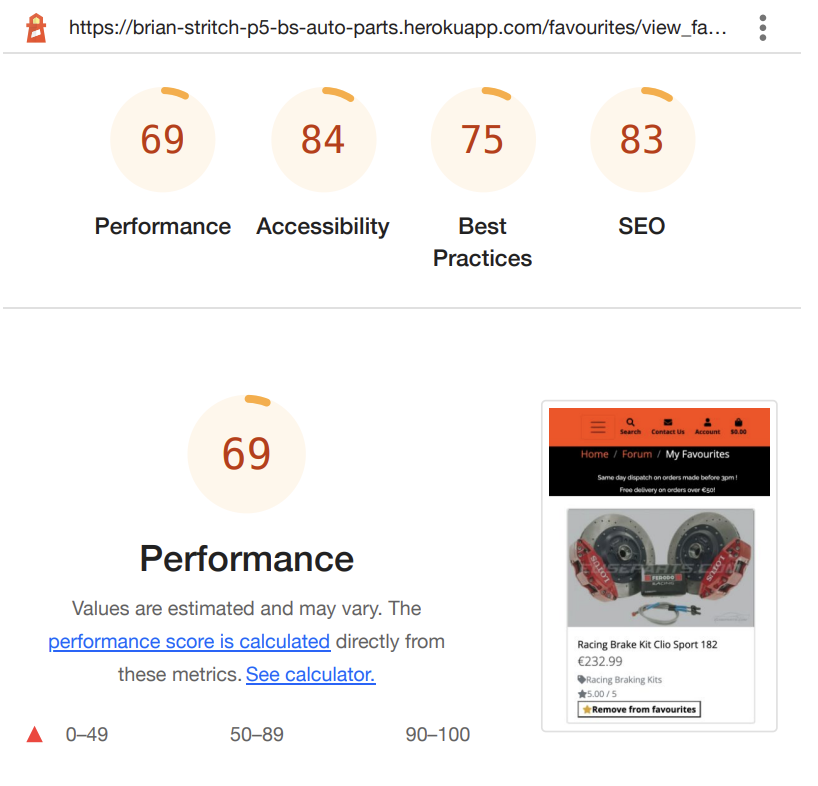 https://brian-stritch-p5-bs-auto-parts.herokuapp.com/favourites/view_fa…
69
84
75
83
Performance
Accessibility
Best
Practices
SEO
69
Performance
Values are estimated and may vary. The
performance score is calculated directly from
these metrics. See calculator.
0–49
50–89
90–100
Search
Contact Us
Account
$0.00
Home / Forum / My Favourites
Same day dispatch on orders made before 3pm !
Free delivery on orders over €50!
LOTUS
FERODO
RACING
LOTUS
Racing Brake Kit Clio Sport 182
€232.99
Racing Braking Kits
5.00 / 5
Remove from favourites